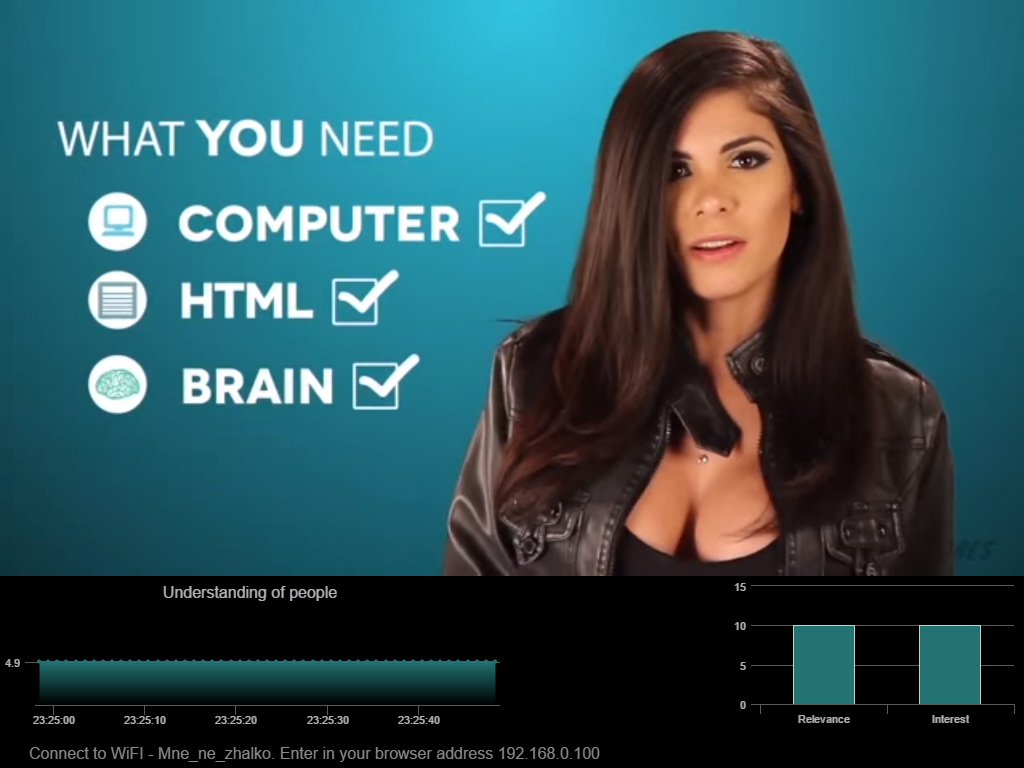 WHAT YOU NEED
COMPUTER
HTML
BRAIN
Understanding of people
4.9
23:25:00 23:25:10 23:25:20 23:25:30 23:25:40
15
10
5
0
Relevance Interest
Connect to WiFI - Mne_ne_zhalko. Enter in your browser address 192.168.0.100